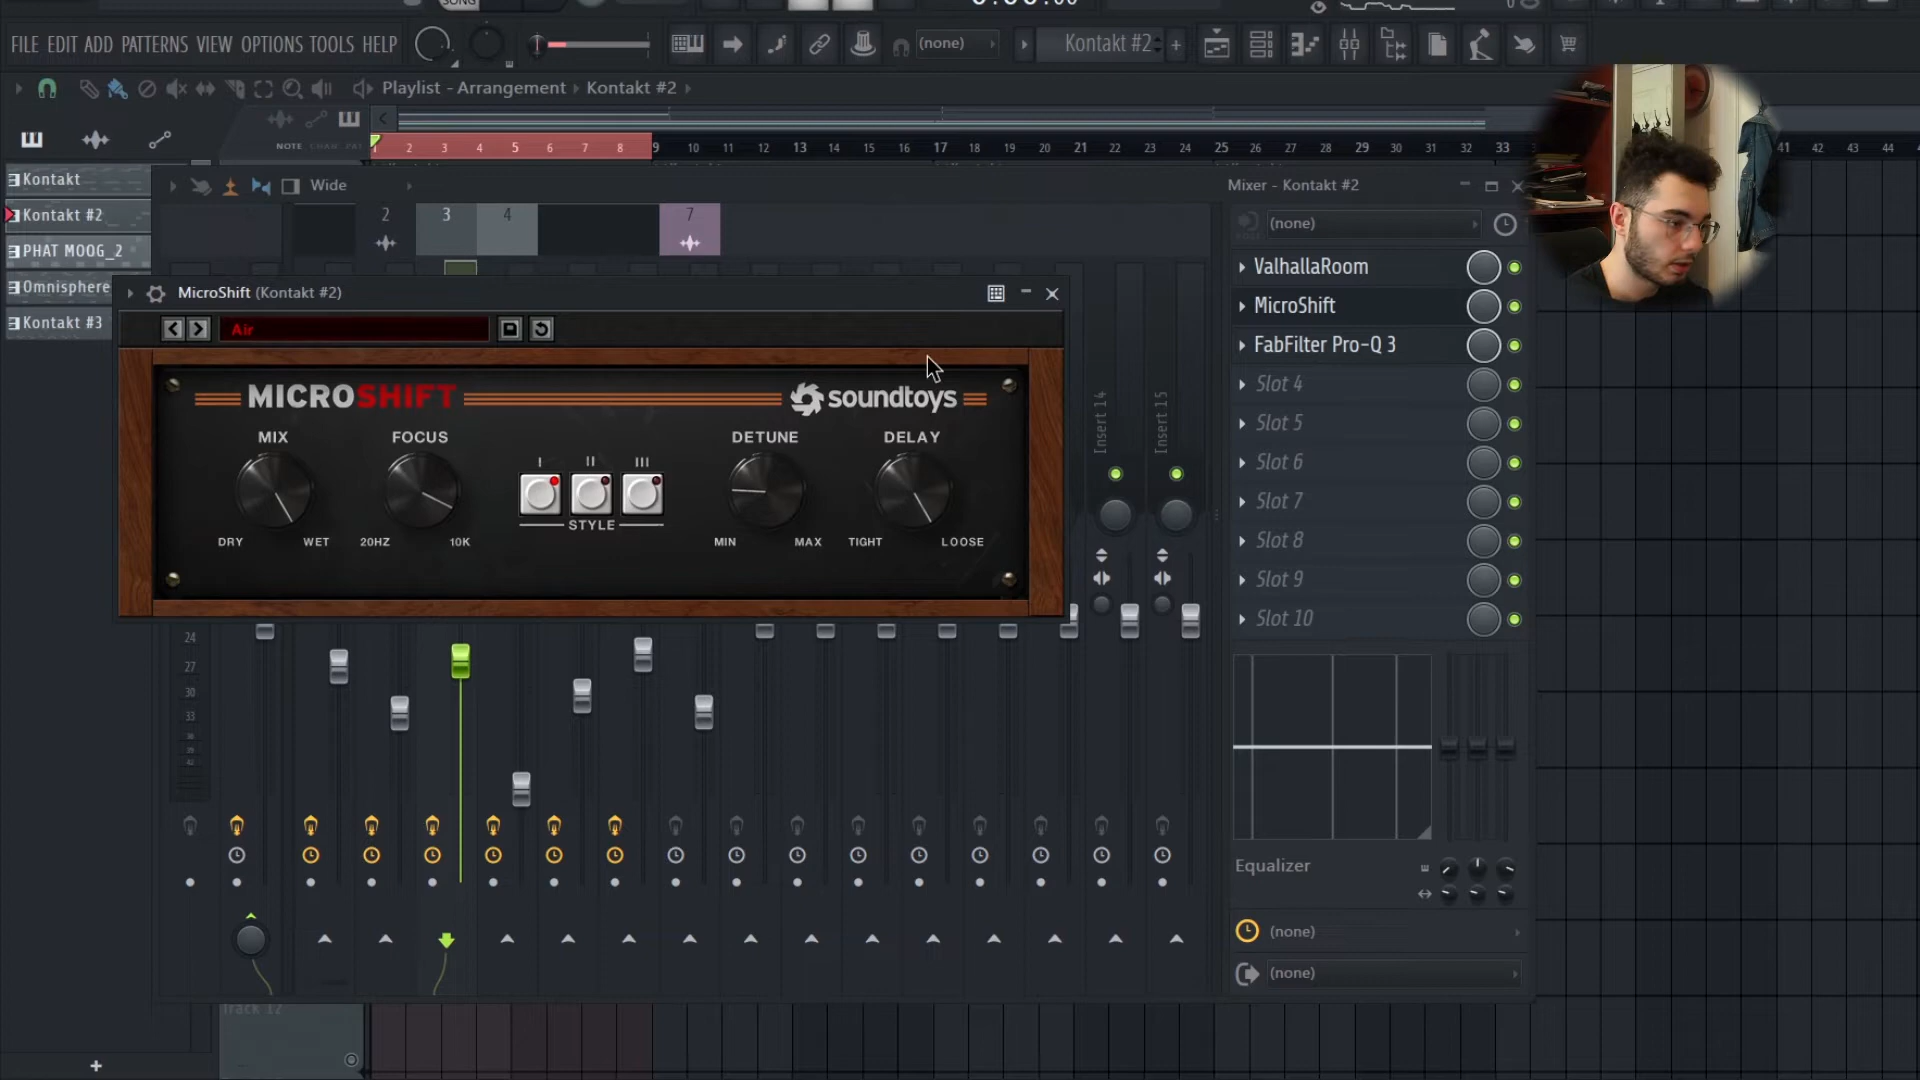 SONG
FILE EDIT ADD PATTERNS VIEW OPTIONS TOOLS HELP
(none)
Kontakt #2
Playlist - Arrangement
Kontakt #2
NOTE CHAN PAT
2 3 4 5 6 7 8 9 10 11 12 13 14 15 16 17 18 19 20 21 22 23 24 25 26 27 28 29 30 31 32 33 41 42 43 44
Kontakt
Kontakt #2
PHAT MOOG_2
Omnisphere
Kontakt #3
Wide
2 3 4 7
Mixer - Kontakt #2
(none)
ValhallaRoom
MicroShift
FabFilter Pro-Q 3
Slot 4
Slot 5
Slot 6
Slot 7
Slot 8
Slot 9
Slot 10
MicroShift (Kontakt #2)
Air
MICROSHIFT
soundtoys
MIX FOCUS DETUNE DELAY
I II III
STYLE
DRY WET 20HZ 10K MIN MAX TIGHT LOOSE
Insert 14
Insert 15
24
27
30
33
Equalizer
(none)
(none)
Track 12